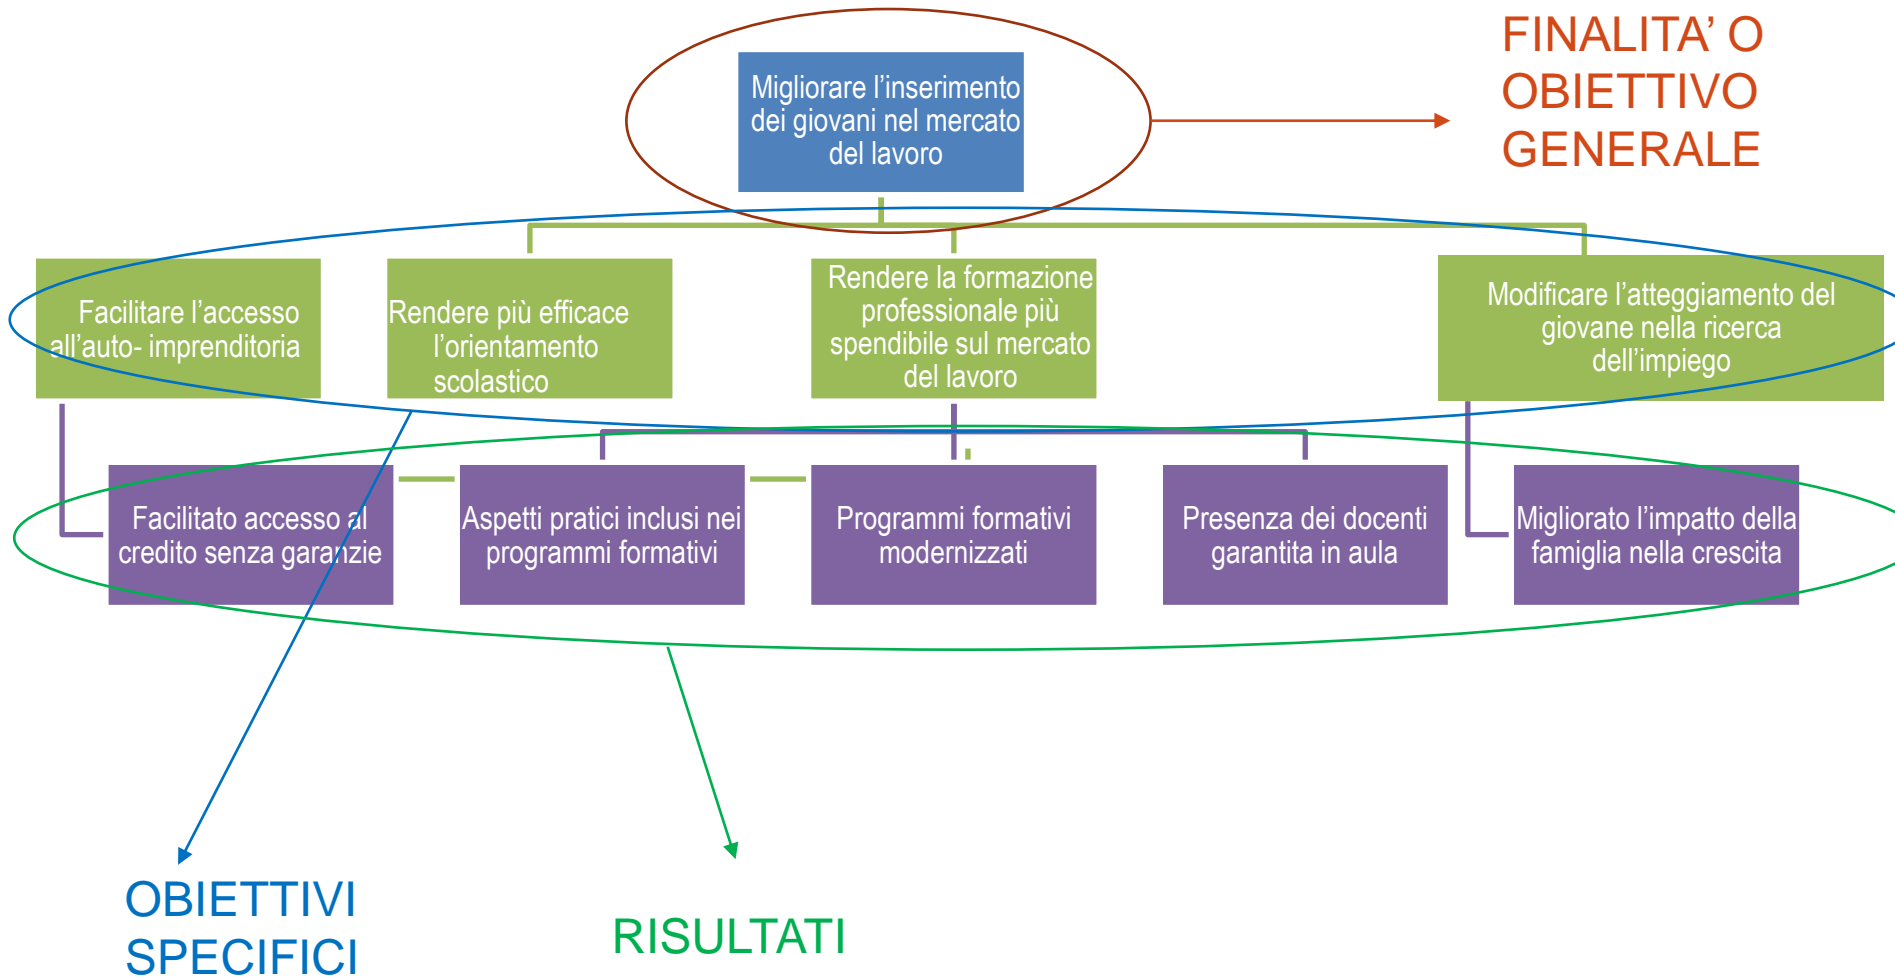 FINALITA’ O
OBIETTIVO
GENERALE
Migliorare l’inserimento
dei giovani nel mercato
del lavoro
Facilitare l’accesso
all’auto- imprenditoria
Rendere più efficace
l’orientamento
scolastico
Rendere la formazione
professionale più
spendibile sul mercato
del lavoro
Modificare l’atteggiamento del
giovane nella ricerca
dell’impiego
Facilitato accesso al
credito senza garanzie
Aspetti pratici inclusi nei
programmi formativi
Programmi formativi
modernizzati
Presenza dei docenti
garantita in aula
Migliorato l’impatto della
famiglia nella crescita
OBIETTIVI
SPECIFICI
RISULTATI